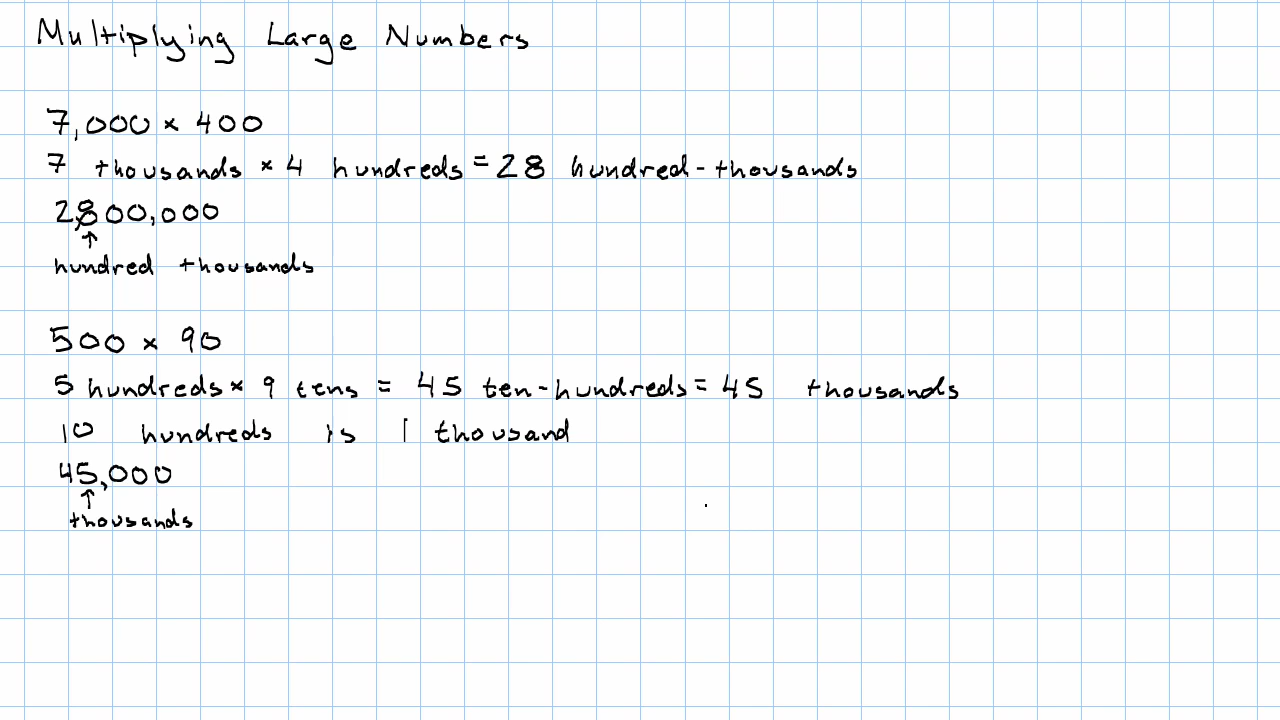 Multiplying Large Numbers
7,000 × 400
7 thousands × 4 hundreds = 28 hundred-thousands
2,800,000
↑
hundred thousands
500 × 90
5 hundreds × 9 tens = 45 ten-hundreds = 45 thousands
10 hundreds is 1 thousand
45,000
↑
thousands